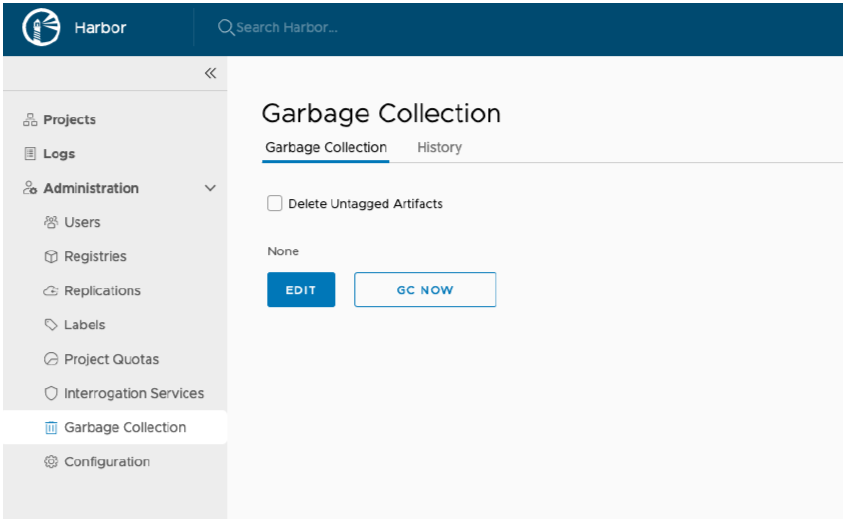 Harbor
Search Harbor...
Projects
Logs
Administration
Users
Registries
Replications
Labels
Project Quotas
Interrogation Services
Garbage Collection
Configuration
Garbage Collection
Garbage Collection History
Delete Untagged Artifacts
None
EDIT GC NOW